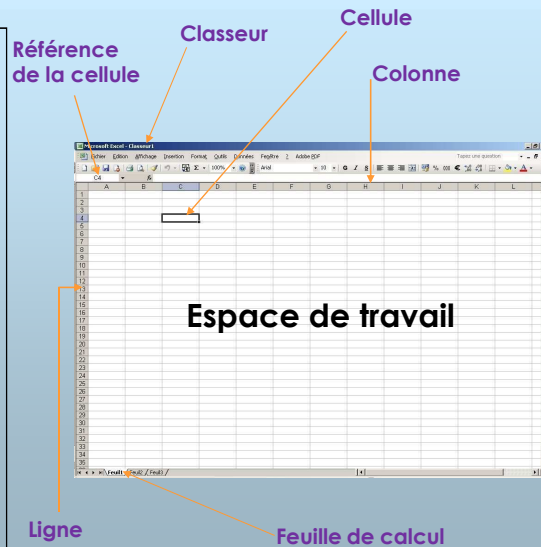 Cellule
Classeur
Référence
de la cellule
Colonne
Microsoft Excel - Classeur1
Fichier Edition Affichage Insertion Format Outils Données Fenêtre ? Adobe PDF Tapez une question
100% Arial 10 G I S
C4 fx
A B C D E F G H I J K L
1
2
3
4
5
6
7
8
9
10
11
12
13
14
15
16
17
18
19
20
21
22
23
24
25
26
27
28
29
30
31
32
33
34
35
Espace de travail
Feuil1 / Feuil2 / Feuil3 /
Ligne
Feuille de calcul